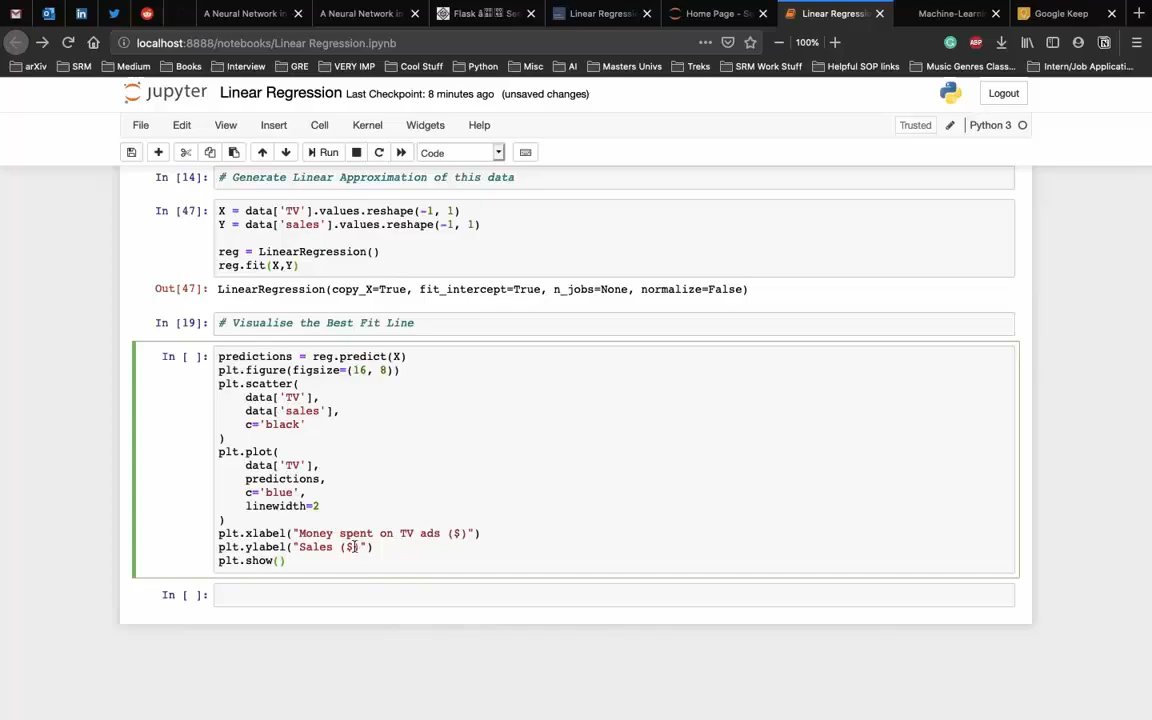 A Neural Network in
A Neural Network in
Flask
Linear Regressi
Home Page - Se
Linear Regressi
Machine-Learn
Google Keep
localhost:8888/notebooks/Linear Regression.ipynb
100%
arXiv SRM Medium Books Interview GRE VERY IMP Cool Stuff Python Misc AI Masters Univs Treks SRM Work Stuff Helpful SOP links Music Genres Class... Intern/Job Applicati...
jupyter Linear Regression Last Checkpoint: 8 minutes ago (unsaved changes) Logout
File Edit View Insert Cell Kernel Widgets Help Trusted Python 3
Run Code
In [14]: # Generate Linear Approximation of this data
In [47]: X = data['TV'].values.reshape(-1, 1)
Y = data['sales'].values.reshape(-1, 1)
reg = LinearRegression()
reg.fit(X,Y)
Out[47]: LinearRegression(copy_X=True, fit_intercept=True, n_jobs=None, normalize=False)
In [19]: # Visualise the Best Fit Line
In [ ]: predictions = reg.predict(X)
plt.figure(figsize=(16, 8))
plt.scatter(
data['TV'],
data['sales'],
c='black'
)
plt.plot(
data['TV'],
predictions,
c='blue',
linewidth=2
)
plt.xlabel("Money spent on TV ads ($)")
plt.ylabel("Sales ($)")
plt.show()
In [ ]: